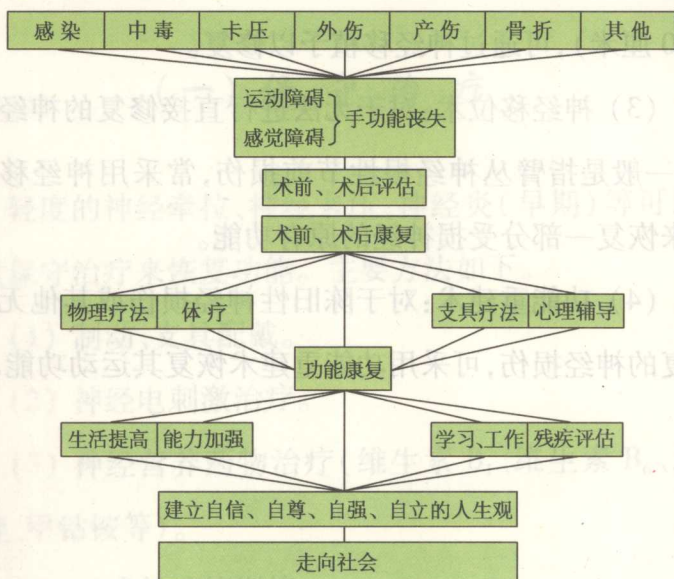 感染 中毒 卡压 外伤 产伤 骨折 其他
运动障碍
感觉障碍
手功能丧失
术前、术后评估
术前、术后康复
物理疗法 体疗 支具疗法 心理辅导
功能康复
生活提高 能力加强 学习、工作 残疾评估
建立自信、自尊、自强、自立的人生观
走向社会